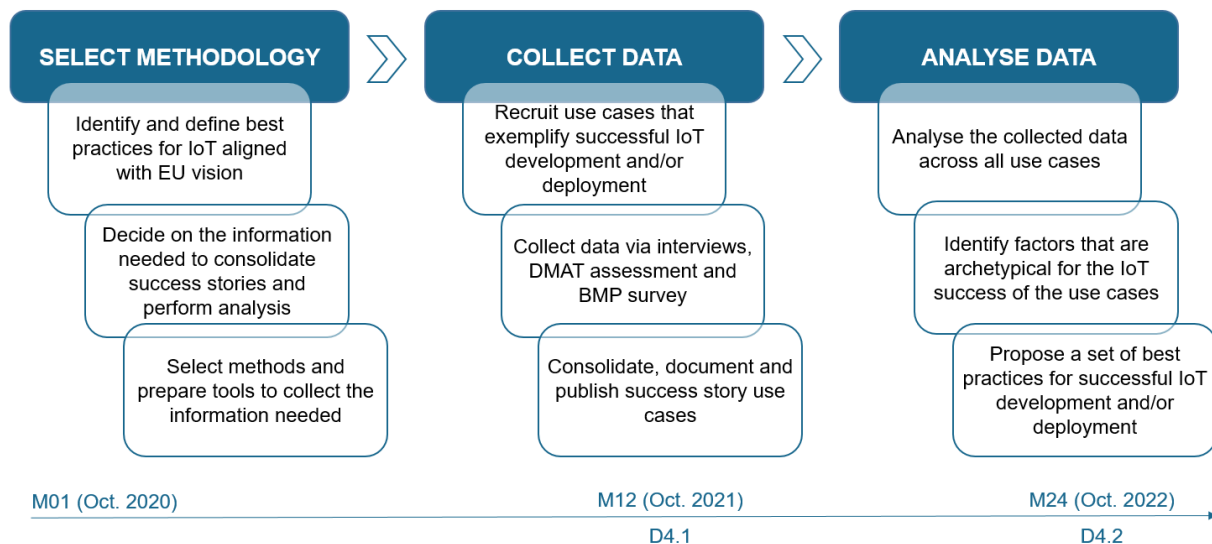 SELECT METHODOLOGY
Identify and define best
practices for IoT aligned
with EU vision
Decide on the information
needed to consolidate
success stories and
perform analysis
Select methods and
prepare tools to collect the
information needed
COLLECT DATA
Recruit use cases that
exemplify successful IoT
development and/or
deployment
Collect data via interviews,
DMAT assessment and
BMP survey
Consolidate, document and
publish success story use
cases
ANALYSE DATA
Analyse the collected data
across all use cases
Identify factors that are
archetypical for the IoT
success of the use cases
Propose a set of best
practices for successful IoT
development and/or
deployment
M01 (Oct. 2020)
M12 (Oct. 2021)
M24 (Oct. 2022)
D4.1
D4.2